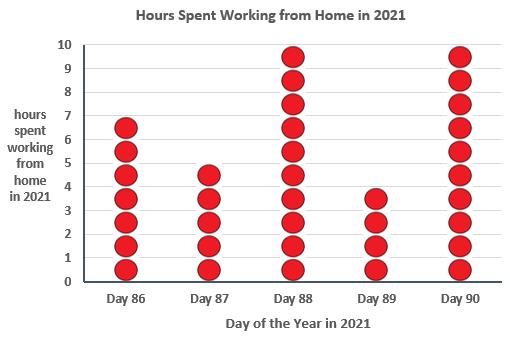 Hours Spent Working from Home in 2021
10
9
8
7
6
5
4
3
2
1
0
hours
spent
working
from
home
in 2021
Day 86 Day 87 Day 88 Day 89 Day 90
Day of the Year in 2021